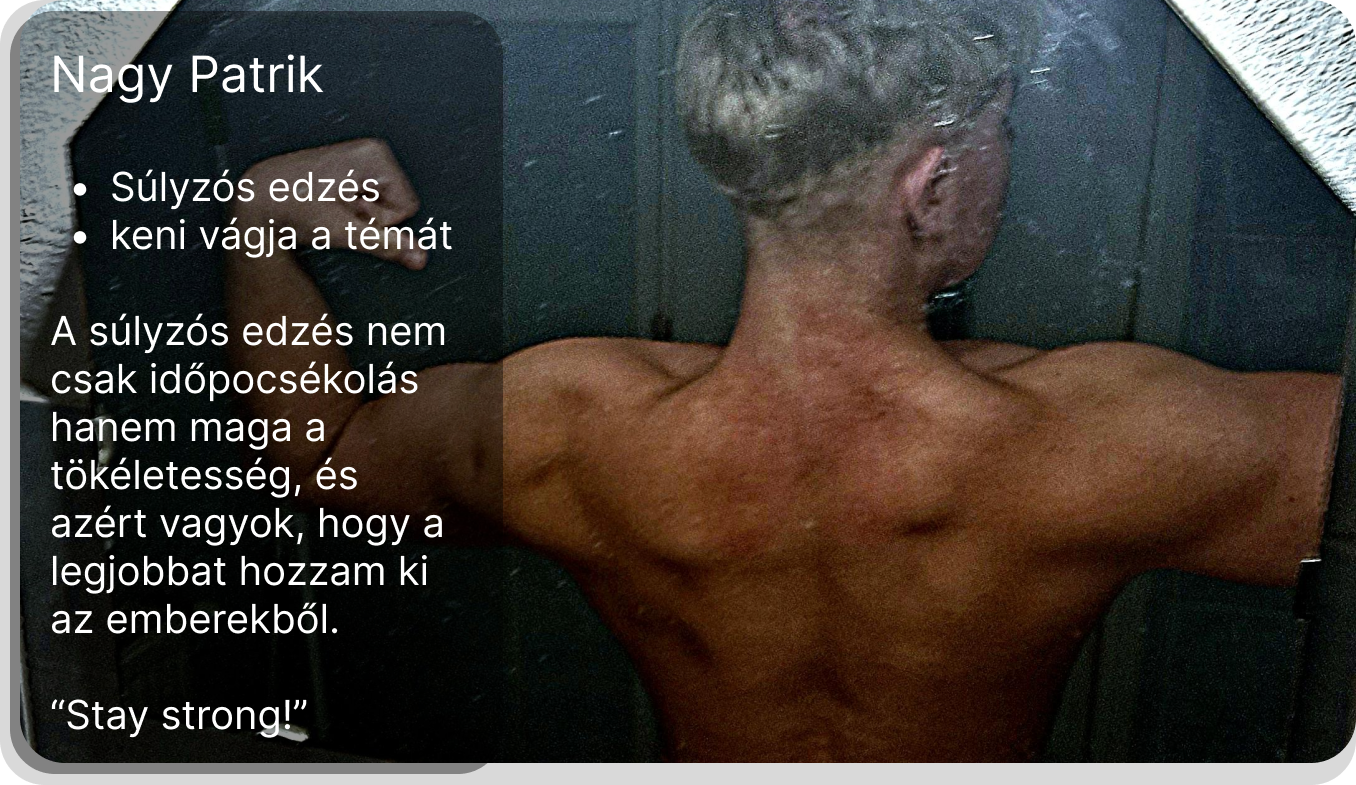 Nagy Patrik
• Súlyzós edzés
• keni vágja a témát
A súlyzós edzés nem
csak időpocsékolás
hanem maga a
tökéletesség, és
azért vagyok, hogy a
legjobbat hozzam ki
az emberekből.
“Stay strong!”